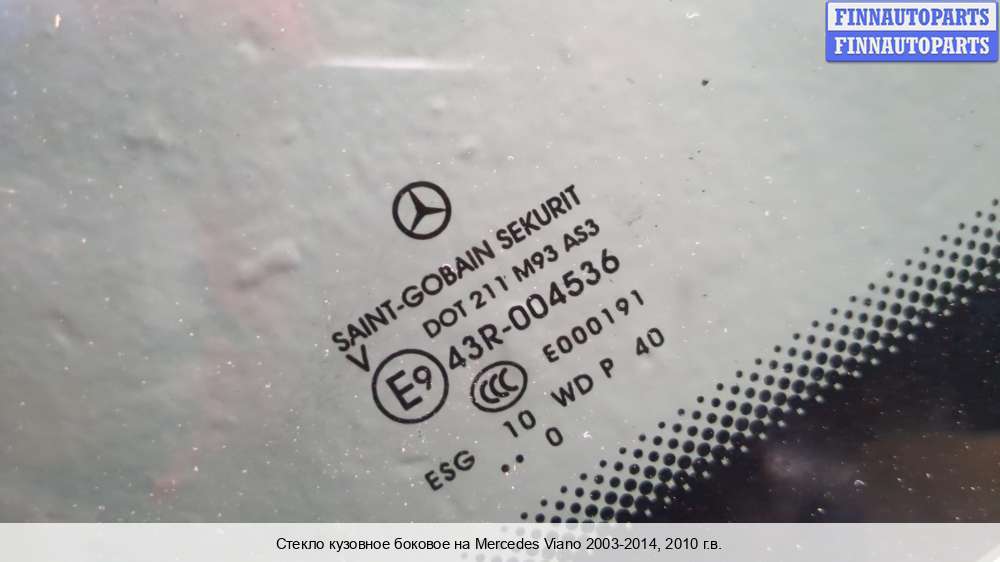 FINNAUTOPARTS
FINNAUTOPARTS
SAINT-GOBAIN SEKURIT
DOT 211 M93 AS3
V
E9 43R-004536
CCC E000191
ESG 10 WD P 40
.. 0
Стекло кузовное боковое на Mercedes Viano 2003-2014, 2010 г.в.